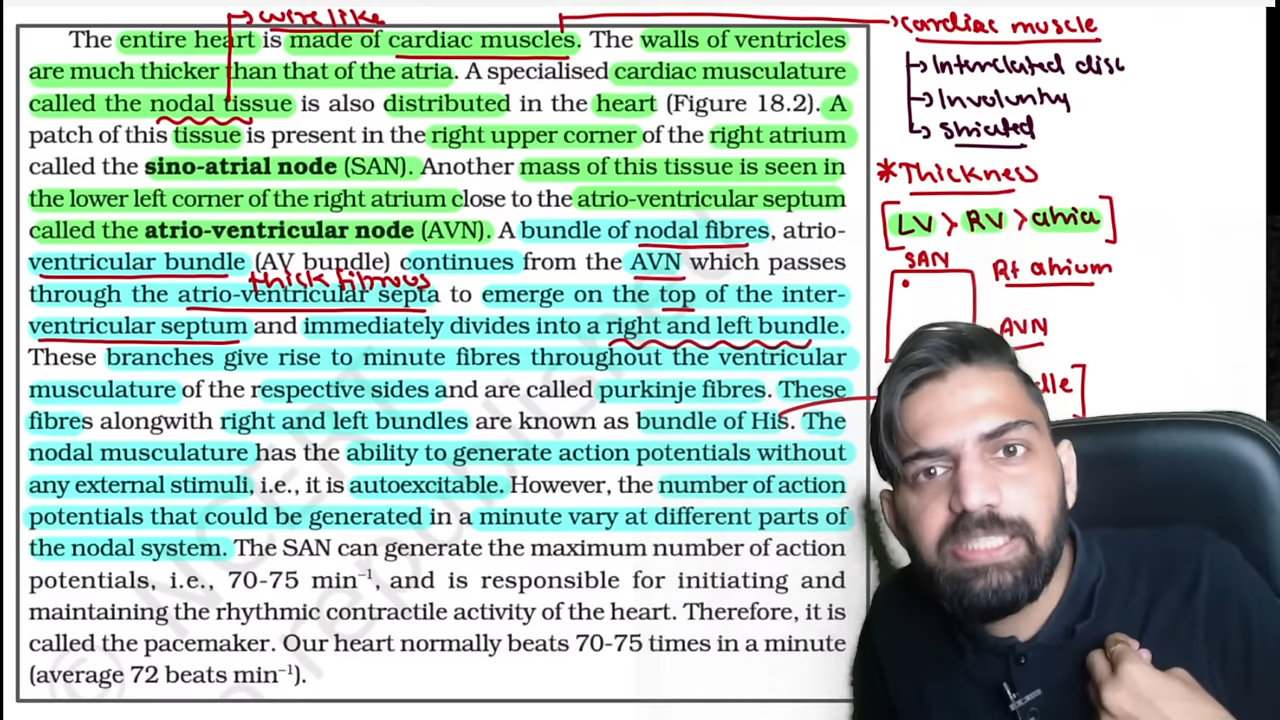 wire like
The entire heart is made of cardiac muscles. The walls of ventricles
are much thicker than that of the atria. A specialised cardiac musculature
called the nodal tissue is also distributed in the heart (Figure 18.2). A
patch of this tissue is present in the right upper corner of the right atrium
called the sino-atrial node (SAN). Another mass of this tissue is seen in
the lower left corner of the right atrium close to the atrio-ventricular septum
called the atrio-ventricular node (AVN). A bundle of nodal fibres, atrio-
ventricular bundle (AV bundle) continues from the AVN which passes
thick fibrous
through the atrio-ventricular septa to emerge on the top of the inter-
ventricular septum and immediately divides into a right and left bundle.
These branches give rise to minute fibres throughout the ventricular
musculature of the respective sides and are called purkinje fibres. These
fibres alongwith right and left bundles are known as bundle of His. The
nodal musculature has the ability to generate action potentials without
any external stimuli, i.e., it is autoexcitable. However, the number of action
potentials that could be generated in a minute vary at different parts of
the nodal system. The SAN can generate the maximum number of action
potentials, i.e., 70-75 min⁻¹, and is responsible for initiating and
maintaining the rhythmic contractile activity of the heart. Therefore, it is
called the pacemaker. Our heart normally beats 70-75 times in a minute
(average 72 beats min⁻¹).
cardiac muscle
Striated
*Thickness
[LV > RV > atria]
SAN
Rt atrium
AVN
© NCERT